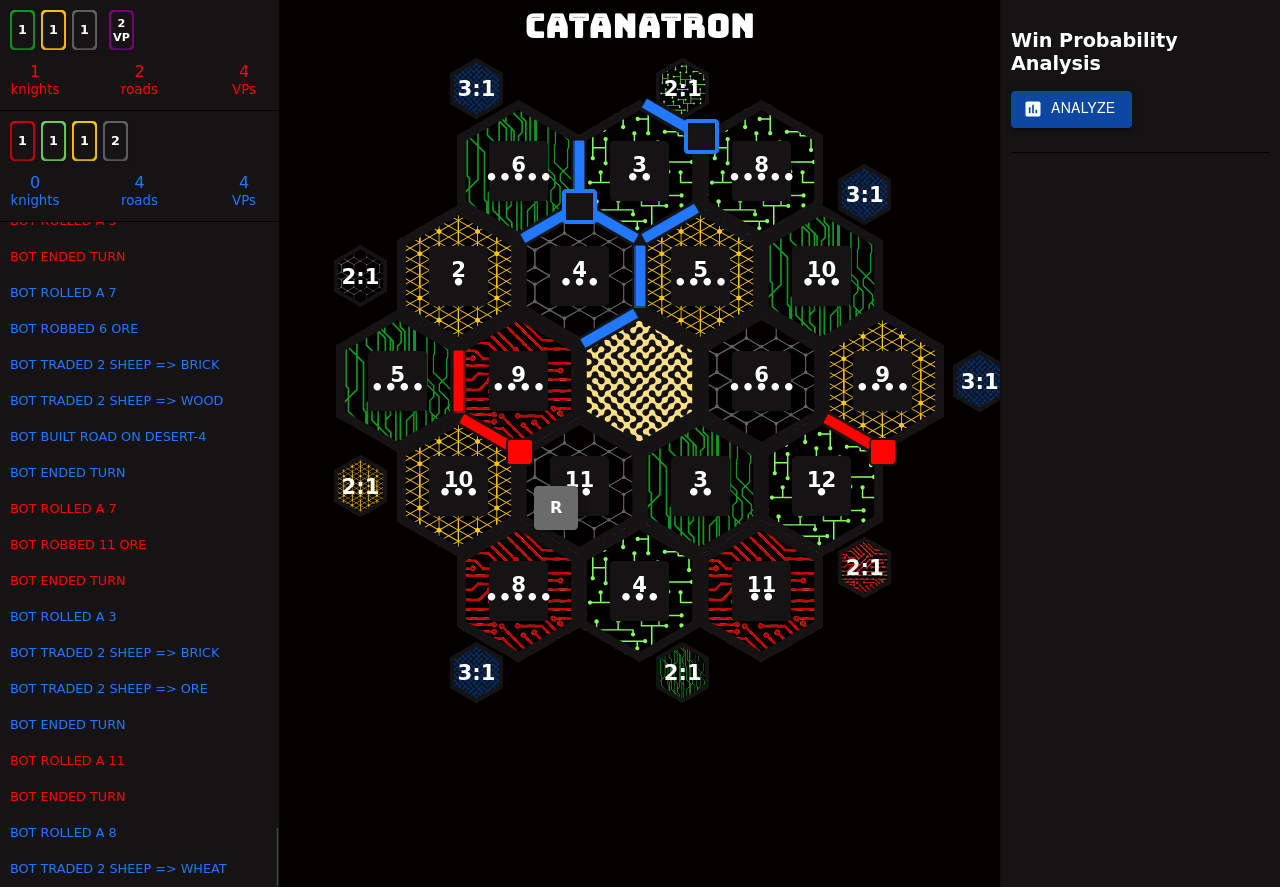 CATANATRON
1 1 1 2 VP
1 2 4
knights roads VPs
1 1 1 2
0 4 4
knights roads VPs
BOT ENDED TURN
BOT ROLLED A 7
BOT ROBBED 6 ORE
BOT TRADED 2 SHEEP => BRICK
BOT TRADED 2 SHEEP => WOOD
BOT BUILT ROAD ON DESERT-4
BOT ENDED TURN
BOT ROLLED A 7
BOT ROBBED 11 ORE
BOT ENDED TURN
BOT ROLLED A 3
BOT TRADED 2 SHEEP => BRICK
BOT TRADED 2 SHEEP => ORE
BOT ENDED TURN
BOT ROLLED A 11
BOT ENDED TURN
BOT ROLLED A 8
BOT TRADED 2 SHEEP => WHEAT
3:1 2:1
6 3 8
3:1
2:1 2 4 5 10
5 9 6 9 3:1
2:1 10 11 3 12
R
8 4 11 2:1
3:1 2:1
Win Probability
Analysis
ANALYZE